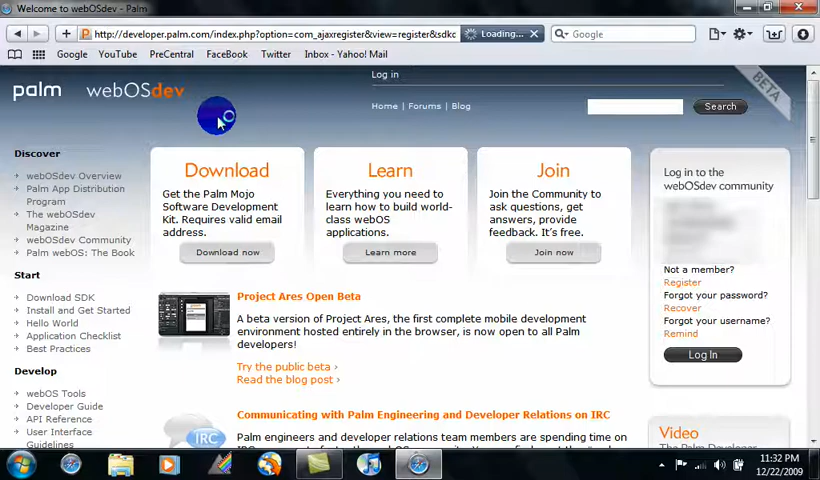 Welcome to webOSdev - Palm
http://developer.palm.com/index.php?option=com_ajaxregister&view=register&sdkc
Loading...
Google
Google YouTube PreCentral FaceBook Twitter Inbox - Yahoo! Mail
palm webOSdev
Log in
BETA
Home | Forums | Blog
Search
Discover
webOSdev Overview
Palm App Distribution
Program
The webOSdev
Magazine
webOSdev Community
Palm webOS: The Book
Start
Download SDK
Install and Get Started
Hello World
Application Checklist
Best Practices
Develop
webOS Tools
Developer Guide
API Reference
User Interface
Guidelines
Download
Get the Palm Mojo
Software Development
Kit. Requires valid email
address.
Download now
Learn
Everything you need to
learn how to build world-
class webOS
applications.
Learn more
Join
Join the Community to
ask questions, get
answers, provide
feedback. It's free.
Join now
Project Ares Open Beta
A beta version of Project Ares, the first complete mobile development
environment hosted entirely in the browser, is now open to all Palm
developers!
Try the public beta ›
Read the blog post ›
IRC
Communicating with Palm Engineering and Developer Relations on IRC
Palm engineers and developer relations team members are spending time on
Log in to the
webOSdev community
Not a member?
Register
Forgot your password?
Recover
Forgot your username?
Remind
Log In
Video
The Palm Developer
11:32 PM
12/22/2009